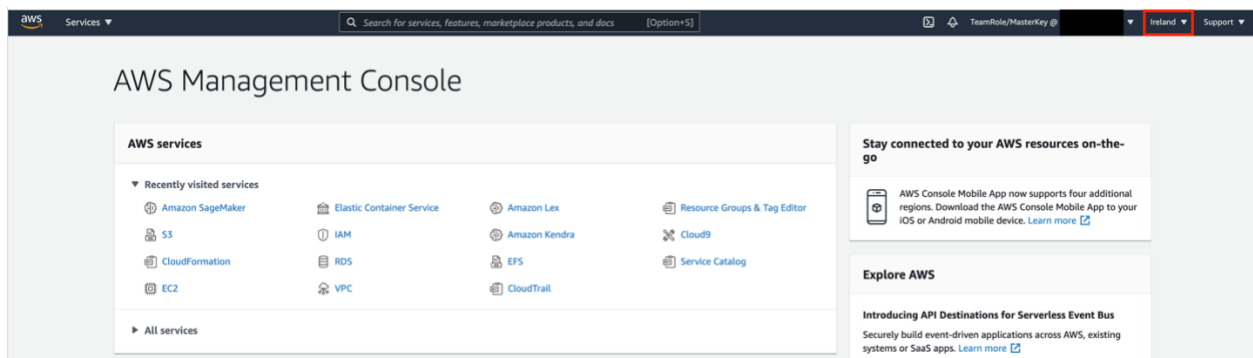 aws Services ▼ Search for services, features, marketplace products, and docs [Option+S] TeamRole/MasterKey @ ▼ Ireland ▼ Support ▼
AWS Management Console
AWS services
▼ Recently visited services
Amazon SageMaker Elastic Container Service Amazon Lex Resource Groups & Tag Editor
S3 IAM Amazon Kendra Cloud9
CloudFormation RDS EFS Service Catalog
EC2 VPC CloudTrail
▶ All services
Stay connected to your AWS resources on-the-
go
AWS Console Mobile App now supports four additional
regions. Download the AWS Console Mobile App to your
iOS or Android mobile device. Learn more
Explore AWS
Introducing API Destinations for Serverless Event Bus
Securely build event-driven applications across AWS, existing
systems or SaaS apps. Learn more